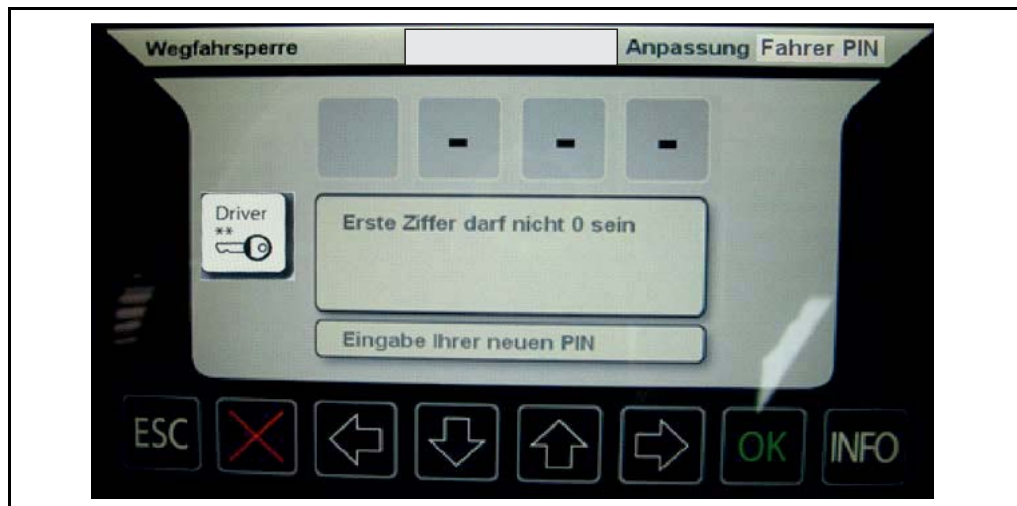 Wegfahrsperre Anpassung Fahrer PIN
- - -
Driver
**
Erste Ziffer darf nicht 0 sein
Eingabe Ihrer neuen PIN
ESC OK INFO